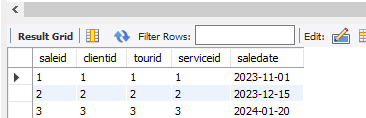 Result Grid Filter Rows: Edit:
saleid clientid tourid serviceid saledate
1 1 1 1 2023-11-01
2 2 2 2 2023-12-15
3 3 3 3 2024-01-20